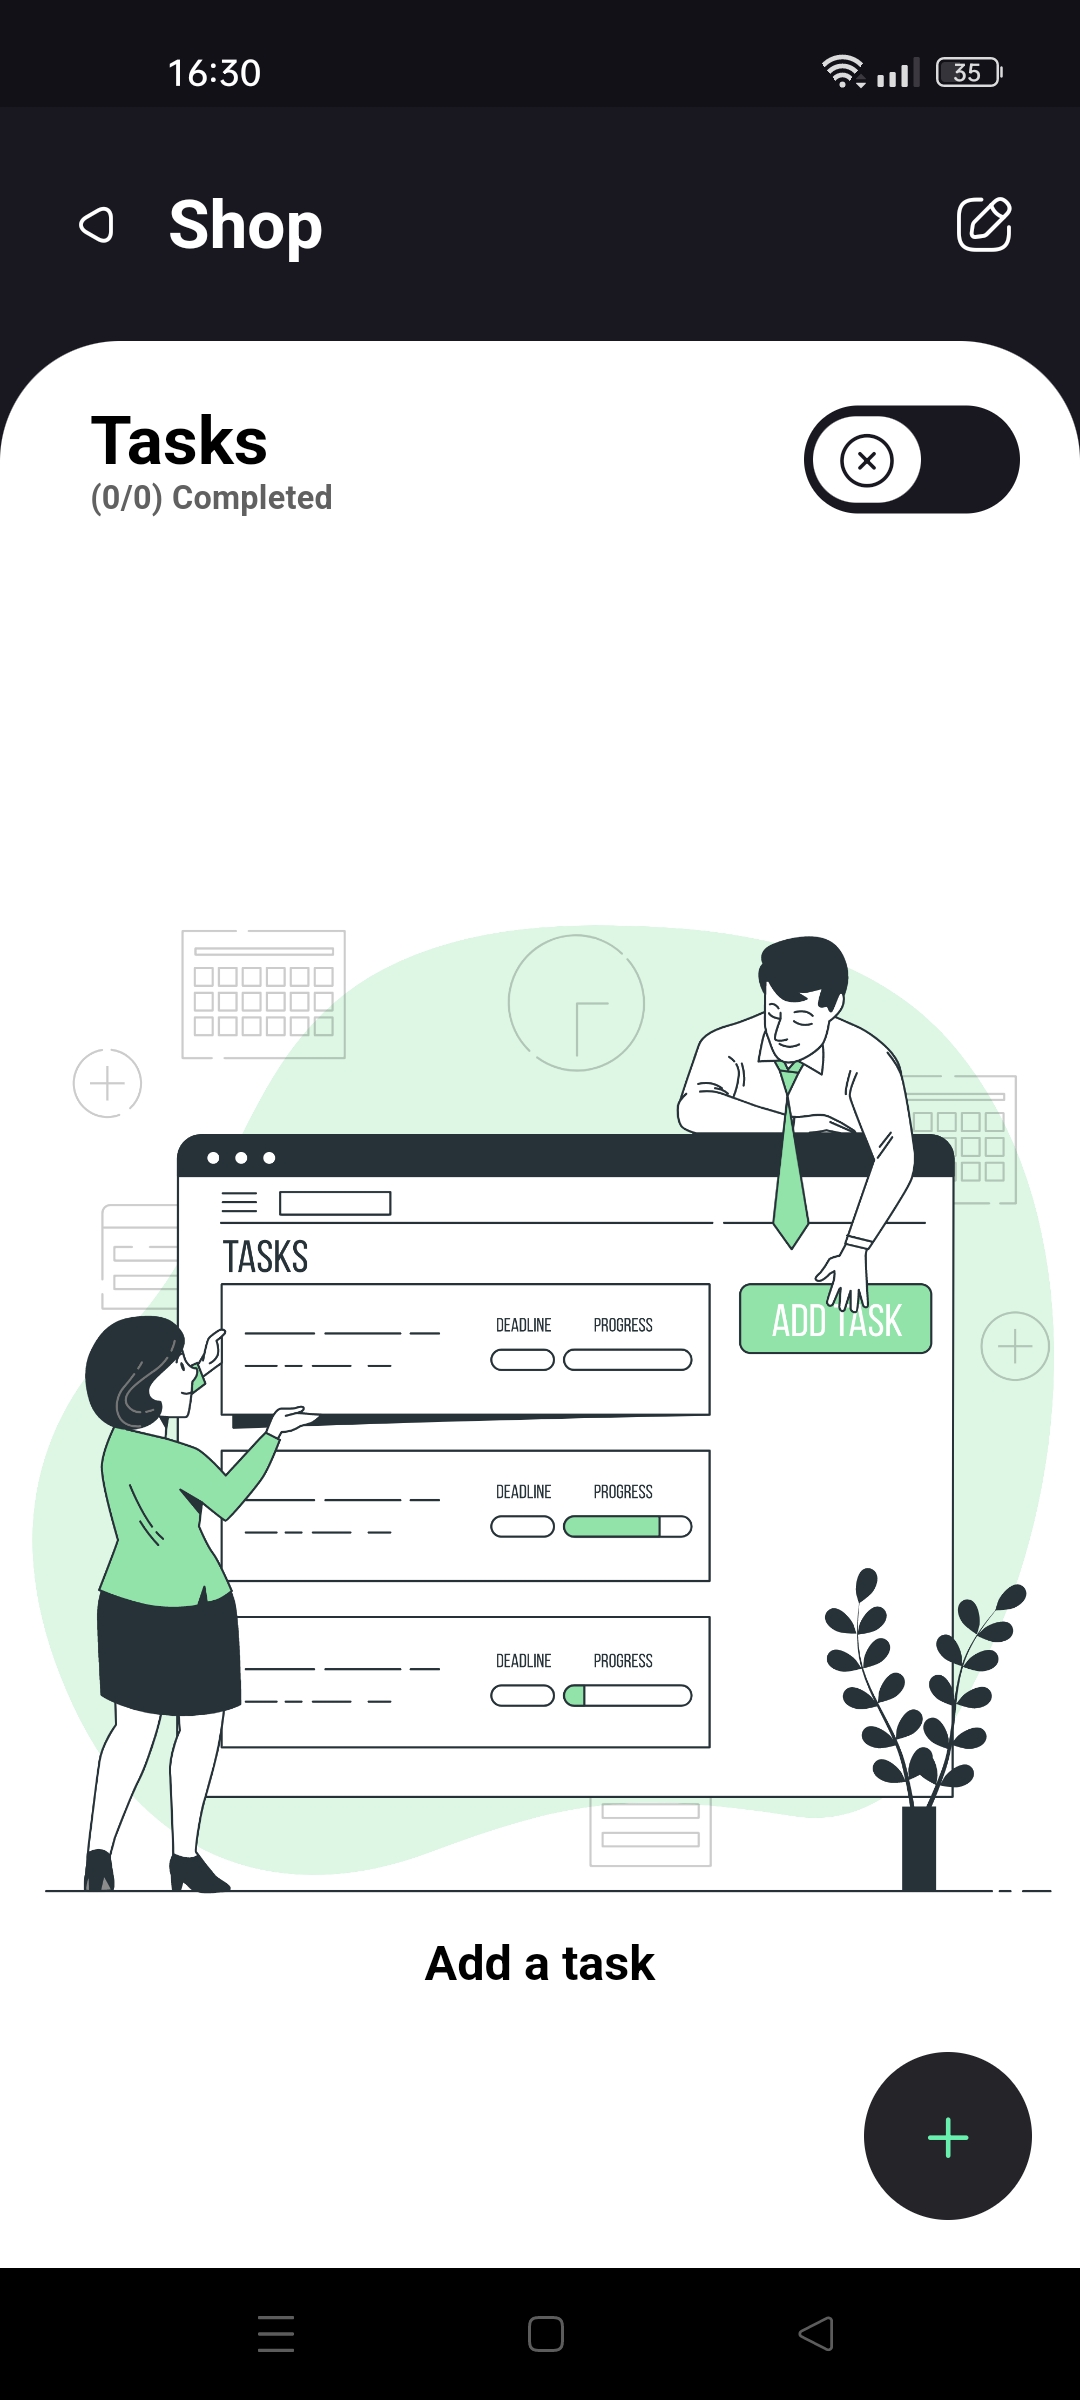 16:30
35
Shop
Tasks
(0/0) Completed
TASKS
DEADLINE PROGRESS
ADD TASK
DEADLINE PROGRESS
DEADLINE PROGRESS
Add a task